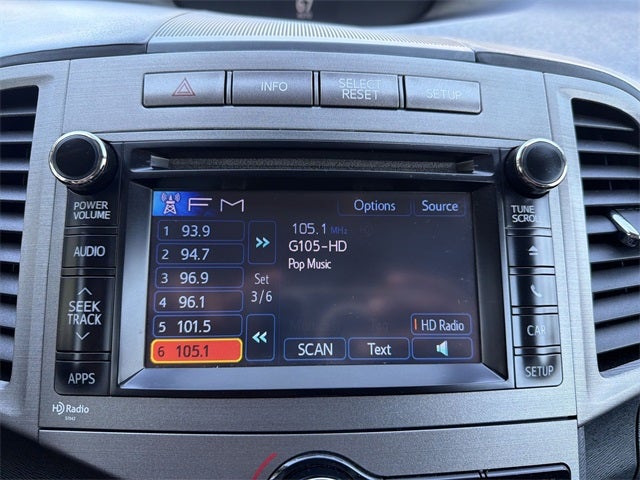 INFO
SELECT
RESET
SETUP
POWER
VOLUME
AUDIO
SEEK
TRACK
APPS
FM
Options
Source
1 93.9
2 94.7
3 96.9
4 96.1
5 101.5
6 105.1
Set
3/6
105.1 MHz
G105-HD
Pop Music
HD Radio
SCAN
Text
TUNE
SCROLL
CAR
SETUP
HD Radio